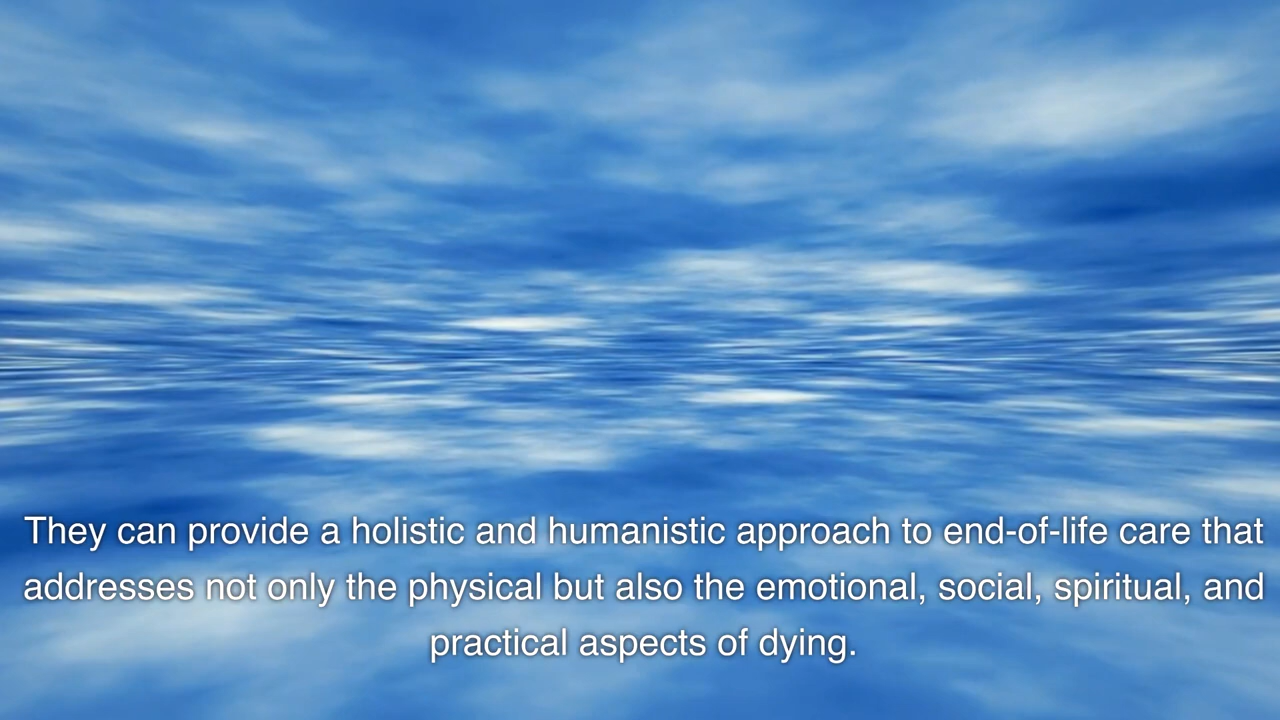 They can provide a holistic and humanistic approach to end-of-life care that
addresses not only the physical but also the emotional, social, spiritual, and
practical aspects of dying.